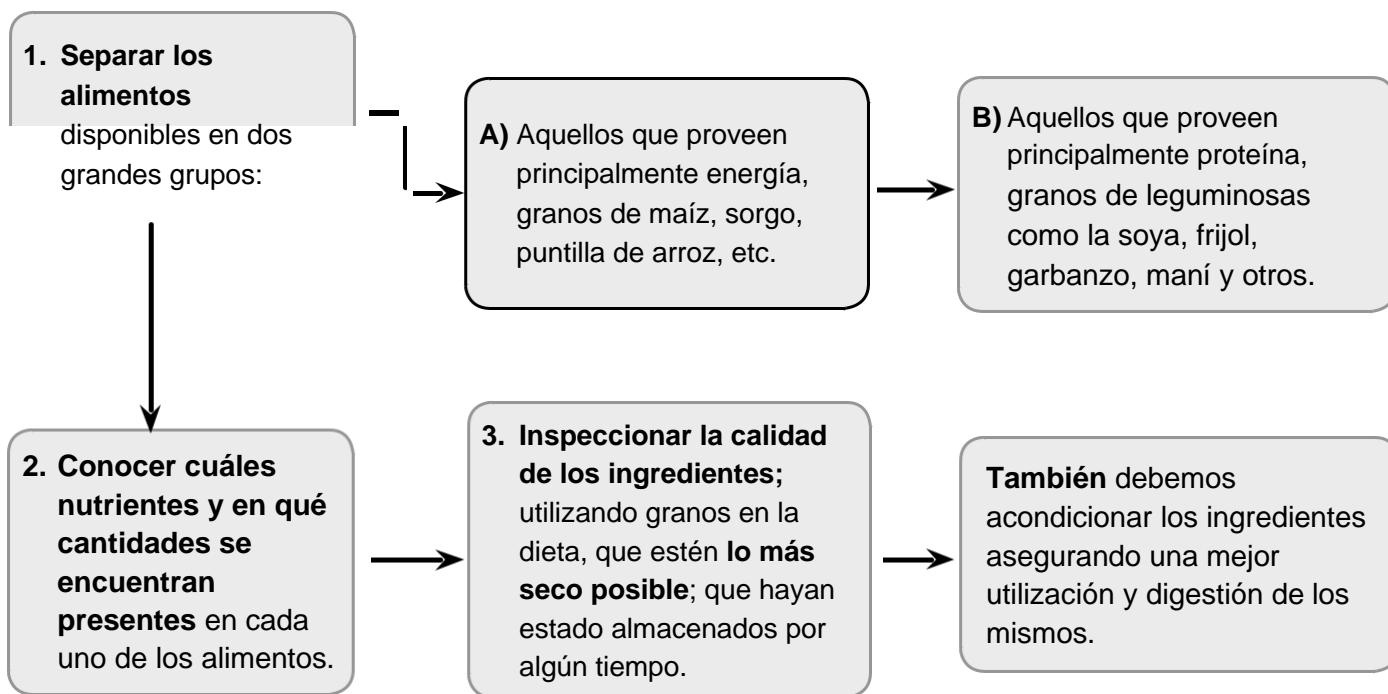 1. Separar los
alimentos
disponibles en dos
grandes grupos:
A) Aquellos que proveen
principalmente energía,
granos de maíz, sorgo,
puntilla de arroz, etc.
B) Aquellos que proveen
principalmente proteína,
granos de leguminosas
como la soya, frijol,
garbanzo, maní y otros.
2. Conocer cuáles
nutrientes y en qué
cantidades se
encuentran
presentes en cada
uno de los alimentos.
3. Inspeccionar la calidad
de los ingredientes;
utilizando granos en la
dieta, que estén lo más
seco posible; que hayan
estado almacenados por
algún tiempo.
También debemos
acondicionar los ingredientes
asegurando una mejor
utilización y digestión de los
mismos.